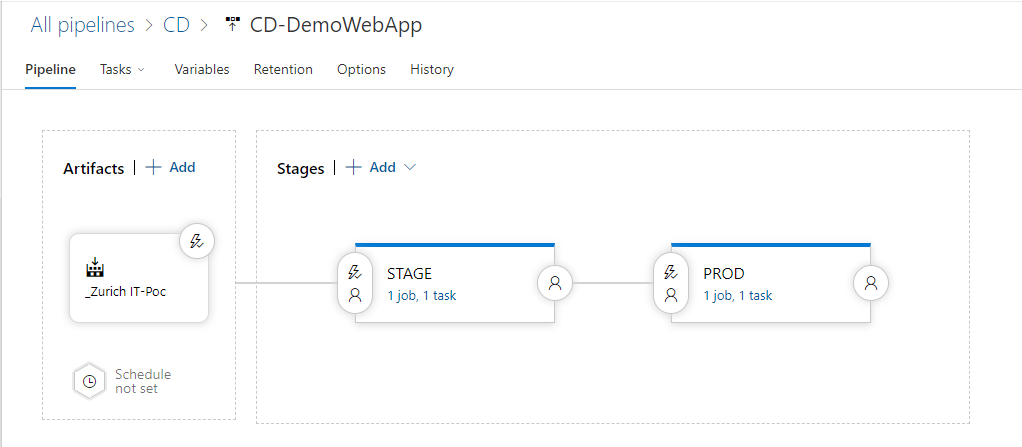 All pipelines > CD > CD-DemoWebApp
Pipeline Tasks Variables Retention Options History
Artifacts | + Add
Stages | + Add
_Zurich IT-Poc
STAGE
1 job, 1 task
PROD
1 job, 1 task
Schedule
not set